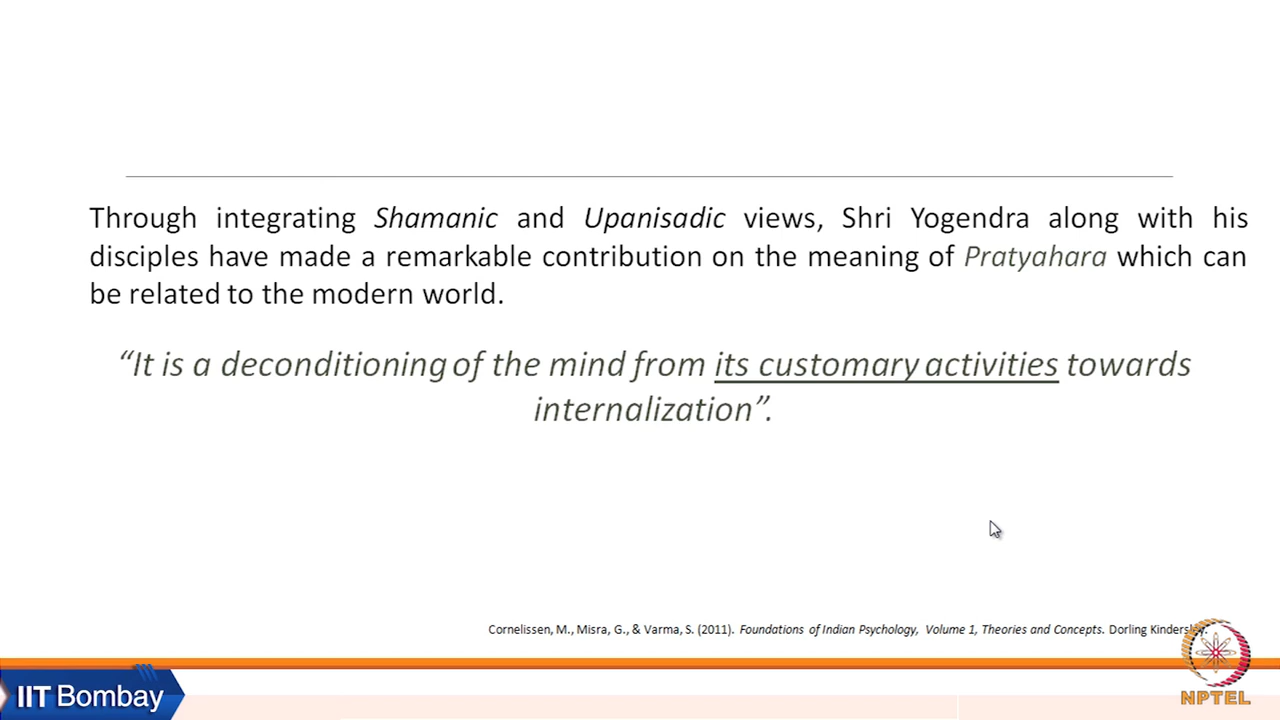 Through integrating Shamanic and Upanisadic views, Shri Yogendra along with his
disciples have made a remarkable contribution on the meaning of Pratyahara which can
be related to the modern world.
“It is a deconditioning of the mind from its customary activities towards
internalization”.
Cornelissen, M., Misra, G., & Varma, S. (2011). Foundations of Indian Psychology, Volume 1, Theories and Concepts. Dorling
IIT Bombay
NPTEL